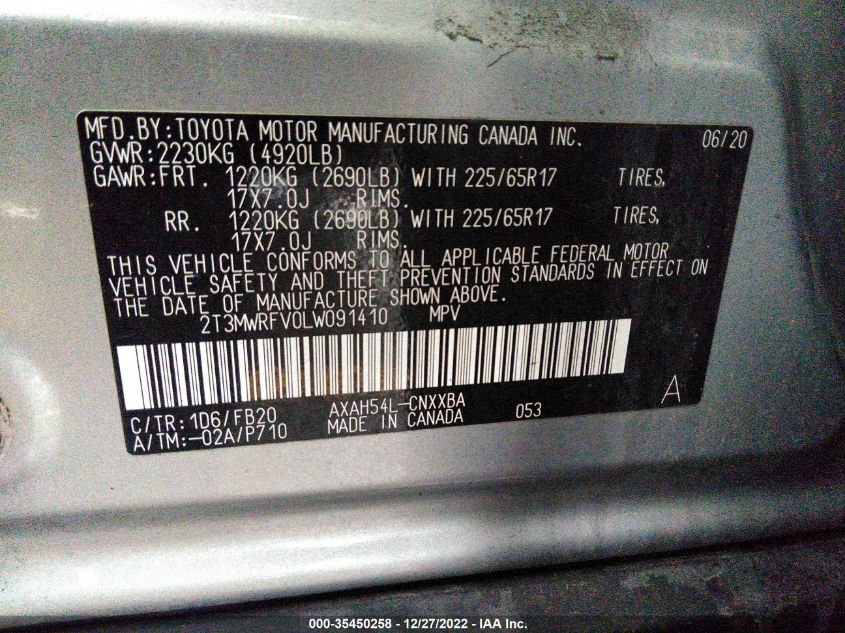 MFD.BY:TOYOTA MOTOR MANUFACTURING CANADA INC. 06/20
GVWR:2230KG (4920LB)
GAWR:FRT. 1220KG (2690LB) WITH 225/65R17 TIRES,
17X7.0J RIMS.
RR. 1220KG (2690LB) WITH 225/65R17 TIRES,
17X7.0J RIMS.
THIS VEHICLE CONFORMS TO ALL APPLICABLE FEDERAL MOTOR
VEHICLE SAFETY AND THEFT PREVENTION STANDARDS IN EFFECT ON
THE DATE OF MANUFACTURE SHOWN ABOVE.
2T3MWRFV0LW091410 MPV
C/TR:1D6/FB20 AXAH54L-CNXXBA 053 A
A/TM:-02A/P710 MADE IN CANADA
000-35450258 - 12/27/2022 - IAA Inc.